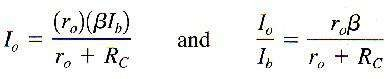 I_o = (r_o)(βI_b) / (r_o + R_C) and I_o / I_b = r_oβ / (r_o + R_C)